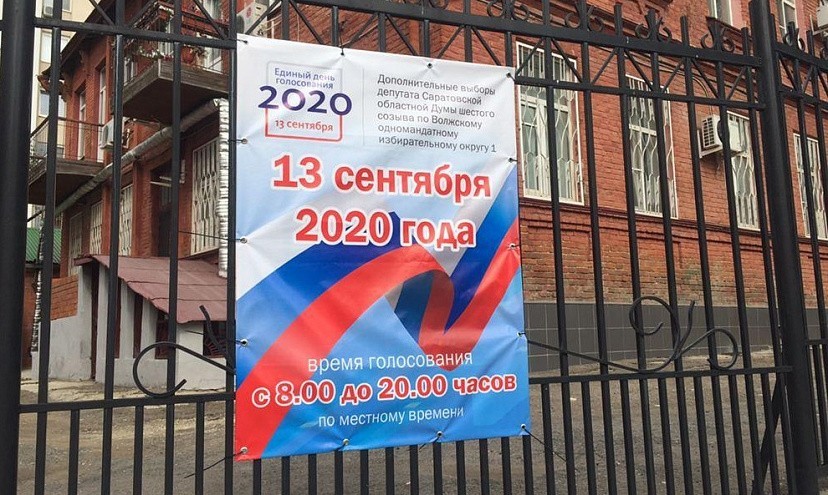 Единый день
голосования
2020
13 сентября
Дополнительные выборы
депутата Саратовской
областной Думы шестого
созыва по Волжскому
одномандатному
избирательному округу 1
13 сентября
2020 года
время голосования
с 8.00 до 20.00 часов
по местному времени